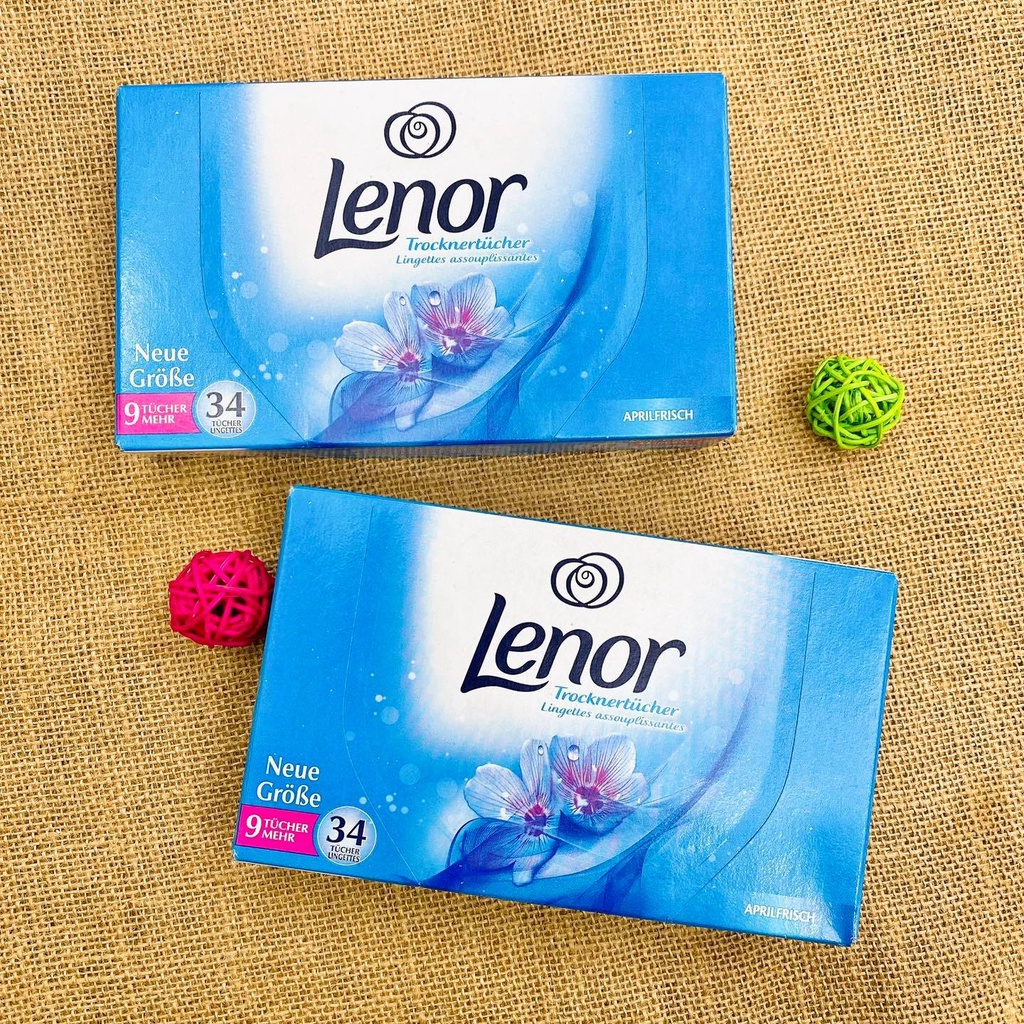 Lenor
Trocknertücher
Lingettes assouplissantes
Neue
Größe
9 TÜCHER
MEHR
34
TÜCHER
LINGETTES
APRILFRISCH
Lenor
Trocknertücher
Lingettes assouplissantes
Neue
Größe
9 TÜCHER
MEHR
34
TÜCHER
LINGETTES
APRILFRISCH